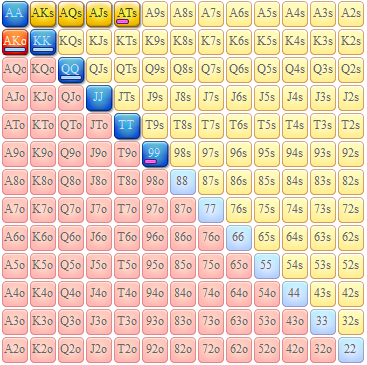 AA AKs AQs AJs ATs A9s A8s A7s A6s A5s A4s A3s A2s
AKo KK KQs KJs KTs K9s K8s K7s K6s K5s K4s K3s K2s
AQo KQo QQ QJs QTs Q9s Q8s Q7s Q6s Q5s Q4s Q3s Q2s
AJo KJo QJo JJ JTs J9s J8s J7s J6s J5s J4s J3s J2s
ATo KTo QTo JTo TT T9s T8s T7s T6s T5s T4s T3s T2s
A9o K9o Q9o J9o T9o 99 98s 97s 96s 95s 94s 93s 92s
A8o K8o Q8o J8o T8o 98o 88 87s 86s 85s 84s 83s 82s
A7o K7o Q7o J7o T7o 97o 87o 77 76s 75s 74s 73s 72s
A6o K6o Q6o J6o T6o 96o 86o 76o 66 65s 64s 63s 62s
A5o K5o Q5o J5o T5o 95o 85o 75o 65o 55 54s 53s 52s
A4o K4o Q4o J4o T4o 94o 84o 74o 64o 54o 44 43s 42s
A3o K3o Q3o J3o T3o 93o 83o 73o 63o 53o 43o 33 32s
A2o K2o Q2o J2o T2o 92o 82o 72o 62o 52o 42o 32o 22